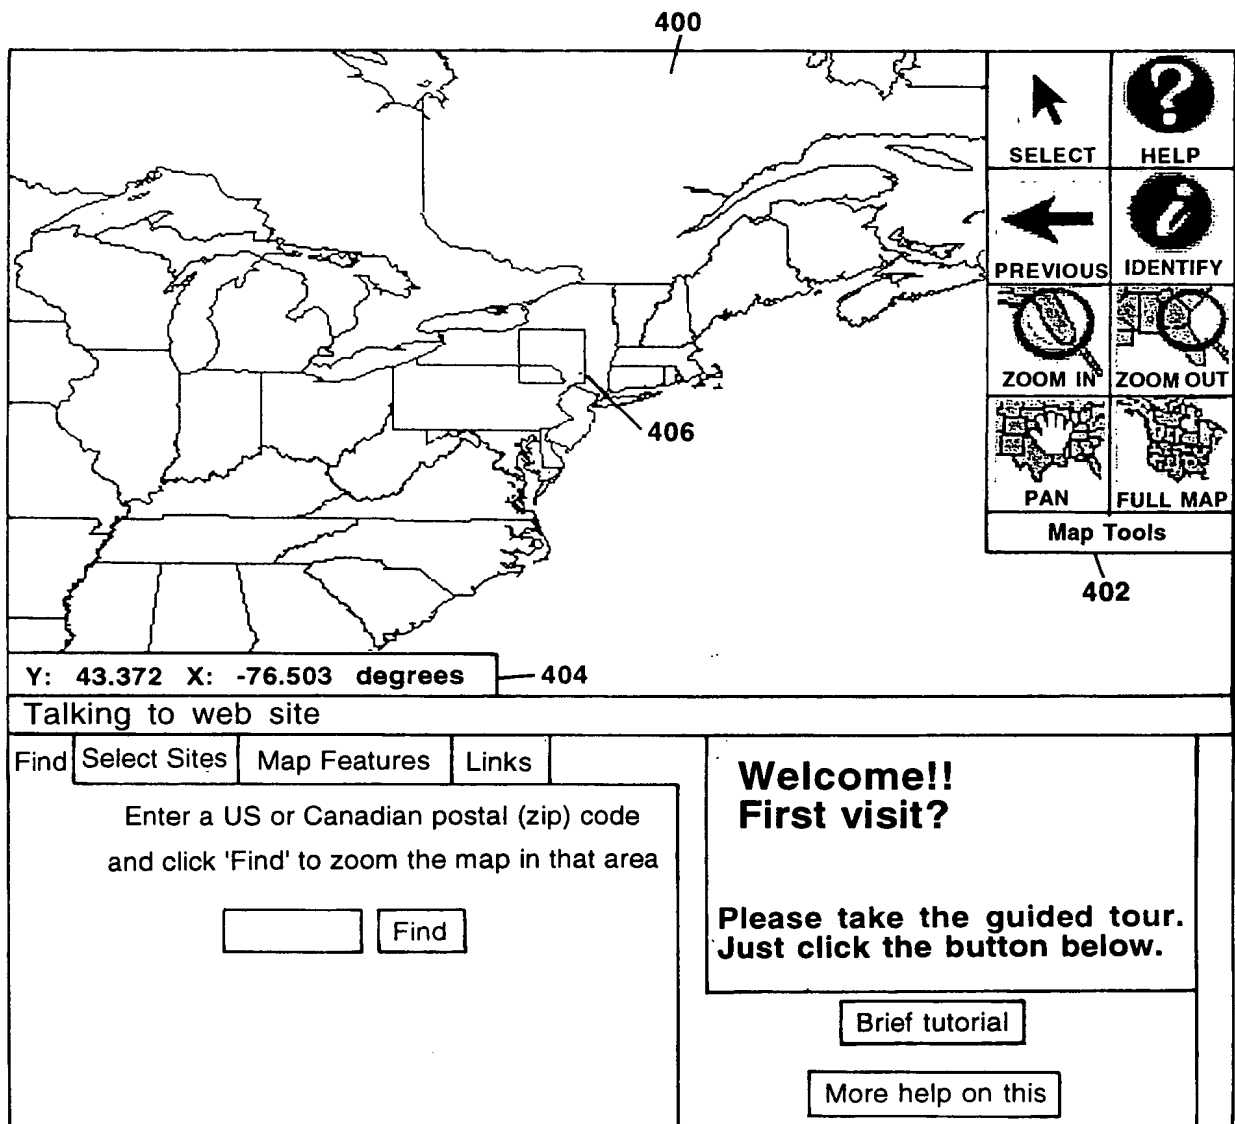 400
SELECT HELP
PREVIOUS IDENTIFY
ZOOM IN ZOOM OUT
406
PAN FULL MAP
Map Tools
402
Y: 43.372 X: -76.503 degrees
404
Talking to web site
Find Select Sites Map Features Links
Enter a US or Canadian postal (zip) code
and click 'Find' to zoom the map in that area
Find
Welcome!!
First visit?
Please take the guided tour.
Just click the button below.
Brief tutorial
More help on this